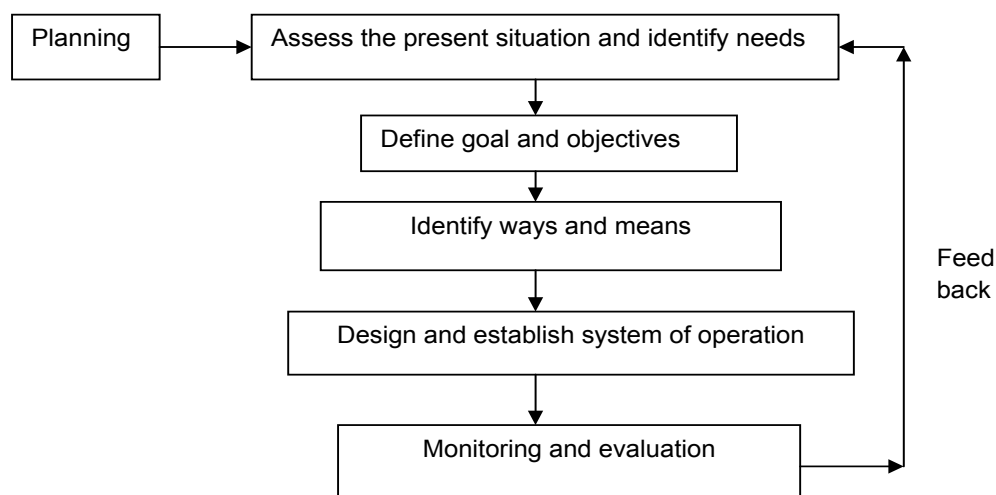 Planning
Assess the present situation and identify needs
Define goal and objectives
Identify ways and means
Feed
back
Design and establish system of operation
Monitoring and evaluation